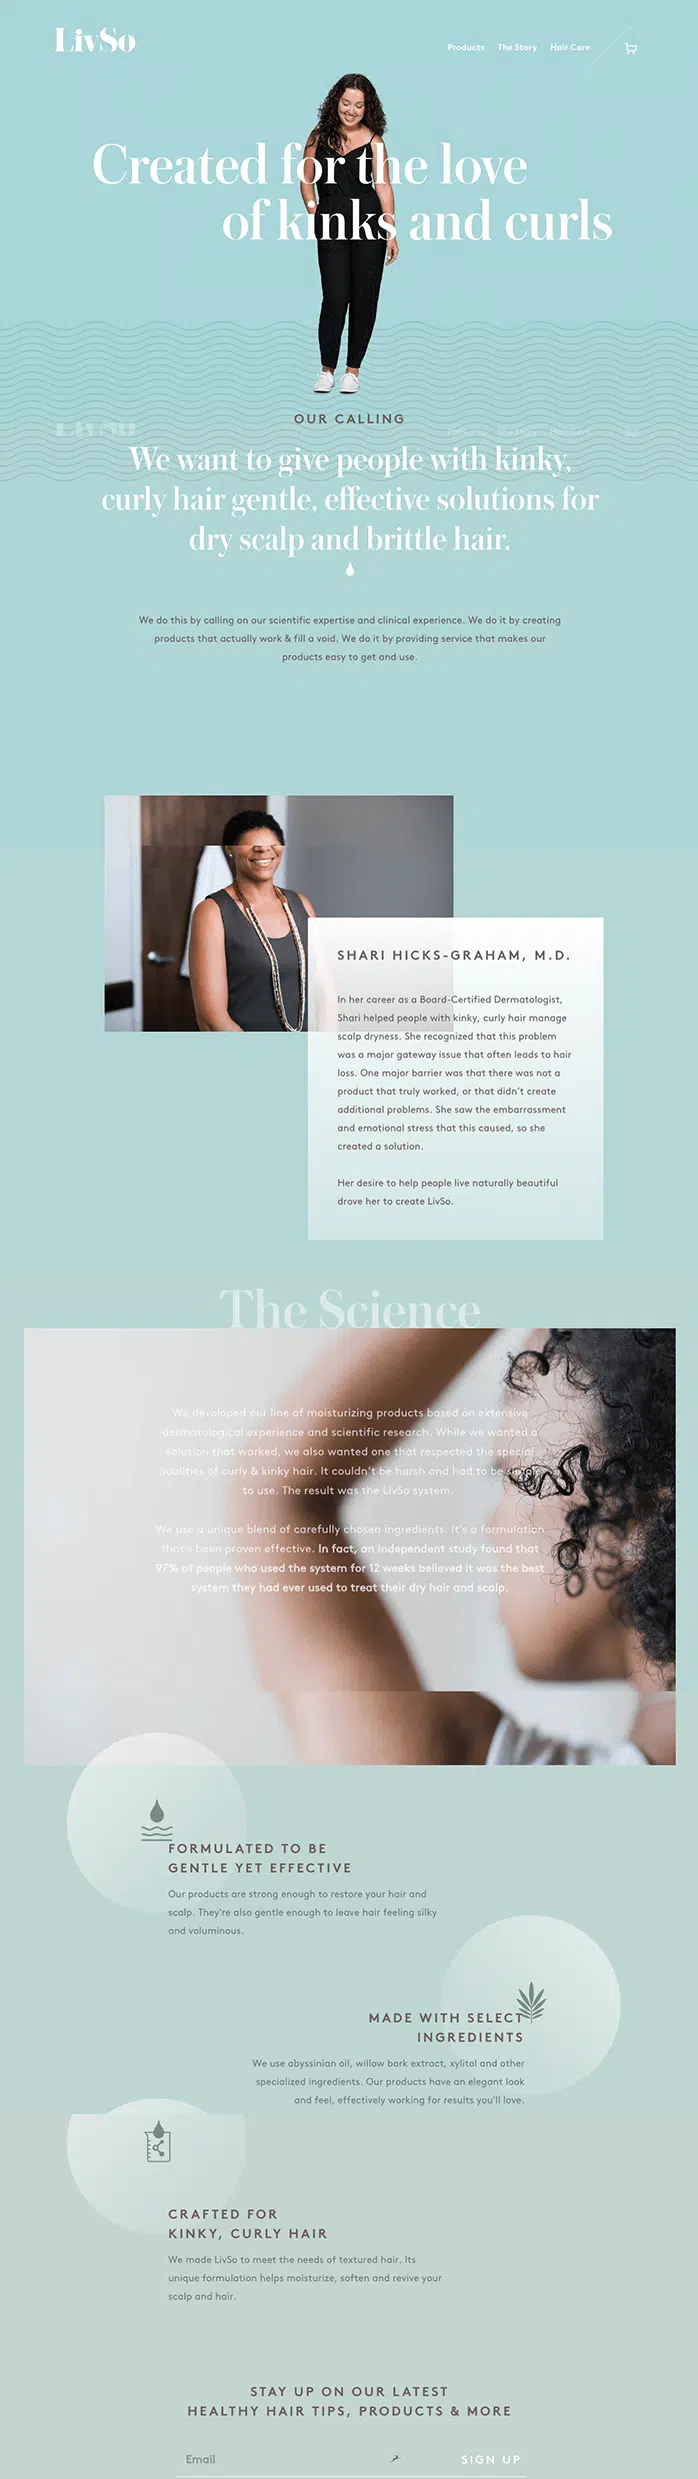 LivSo
Products The Story Hair Care
Created for the love
of kinks and curls
LivSo
OUR CALLING
We want to give people with kinky,
curly hair gentle, effective solutions for
dry scalp and brittle hair.
We do this by calling on our scientific expertise and clinical experience. We do it by creating
products that actually work & fill a void. We do it by providing service that makes our
products easy to get and use.
SHARI HICKS-GRAHAM, M.D.
In her career as a Board-Certified Dermatologist,
Shari helped people with kinky, curly hair manage
scalp dryness. She recognized that this problem
was a major gateway issue that often leads to hair
loss. One major barrier was that there was not a
product that truly worked, or that didn't create
additional problems. She saw the embarrassment
and emotional stress that this caused, so she
created a solution.
Her desire to help people live naturally beautiful
drove her to create LivSo.
The Science
We developed our line of moisturizing products based on extensive
dermatological experience and scientific research. While we wanted a
solution that worked, we also wanted one that respected the special
qualities of curly & kinky hair. It couldn't be harsh and had to be simple
to use. The result was the LivSo system.
We use a unique blend of carefully chosen ingredients. It's a formulation
that's been proven effective. In fact, an independent study found that
97% of people who used the system for 12 weeks believed it was the best
system they had ever used to treat their dry hair and scalp.
FORMULATED TO BE
GENTLE YET EFFECTIVE
Our products are strong enough to restore your hair and
scalp. They're also gentle enough to leave hair feeling silky
and voluminous.
MADE WITH SELECT
INGREDIENTS
We use abyssinian oil, willow bark extract, xylitol and other
specialized ingredients. Our products have an elegant look
and feel, effectively working for results you'll love.
CRAFTED FOR
KINKY, CURLY HAIR
We made LivSo to meet the needs of textured hair. Its
unique formulation helps moisturize, soften and revive your
scalp and hair.
STAY UP ON OUR LATEST
HEALTHY HAIR TIPS, PRODUCTS & MORE
Email SIGN UP